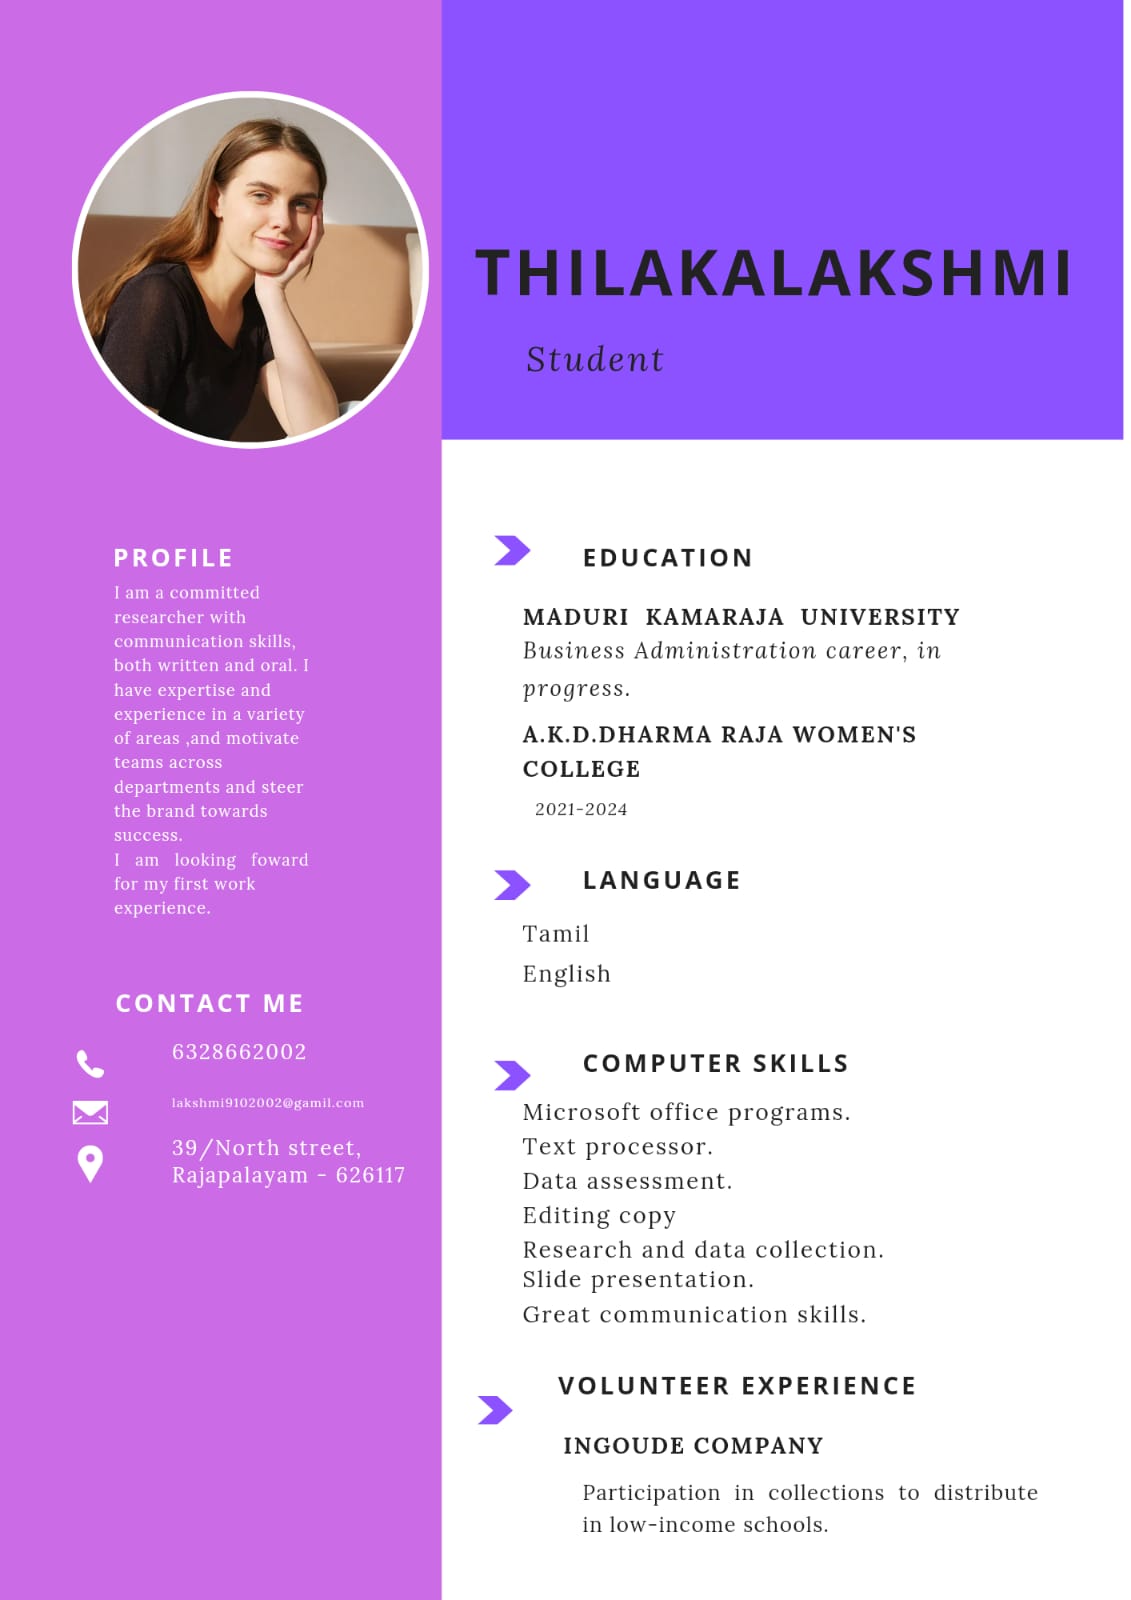 THILAKALAKSHMI
Student
PROFILE
I am a committed
researcher with
communication skills,
both written and oral. I
have expertise and
experience in a variety
of areas ,and motivate
teams across
departments and steer
the brand towards
success.
I am looking foward
for my first work
experience.
CONTACT ME
6328662002
lakshmi9102002@gamil.com
39/North street,
Rajapalayam - 626117
EDUCATION
MADURI KAMARAJA UNIVERSITY
Business Administration career, in
progress.
A.K.D.DHARMA RAJA WOMEN'S
COLLEGE
2021-2024
LANGUAGE
Tamil
English
COMPUTER SKILLS
Microsoft office programs.
Text processor.
Data assessment.
Editing copy
Research and data collection.
Slide presentation.
Great communication skills.
VOLUNTEER EXPERIENCE
INGOUDE COMPANY
Participation in collections to distribute
in low-income schools.